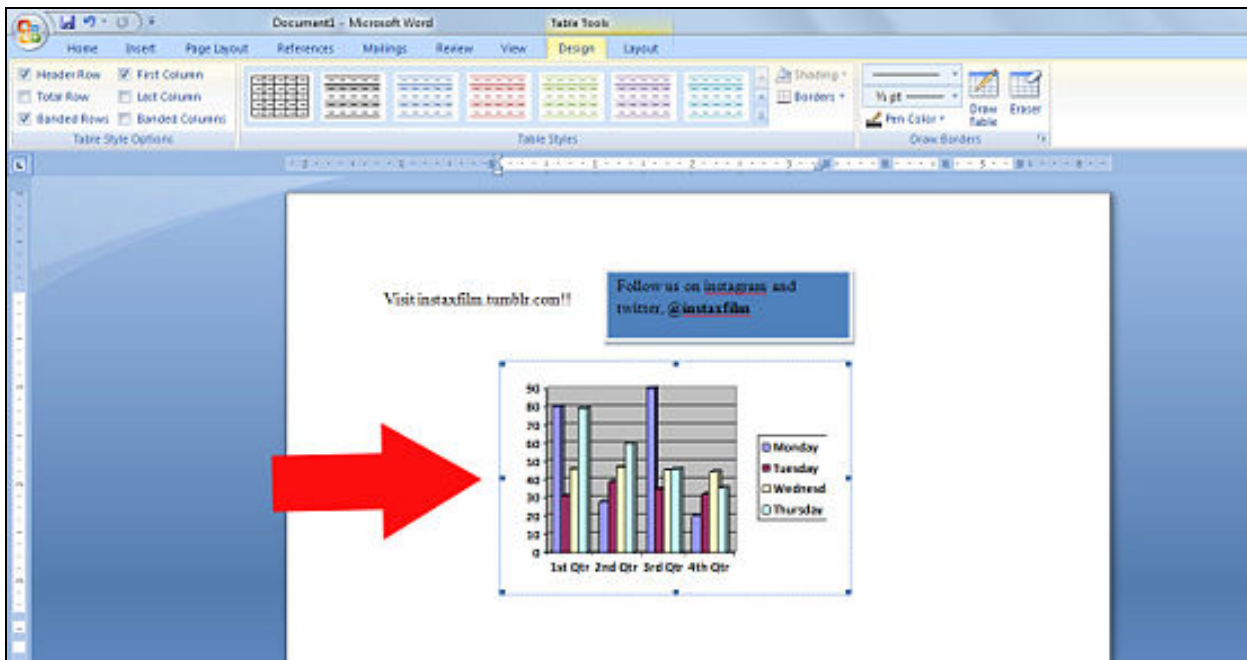 Document1 - Microsoft Word
Table Tools
Home Insert Page Layout References Mailings Review View Design Layout
Header Row First Column
Total Row Last Column
Banded Rows Banded Columns
Table Style Options
Table Styles
Shading
Borders
½ pt
Pen Color
Draw Table
Eraser
Draw Borders
Visit instaxfilm.tumblr.com!!
Follow us on instagram and
twitter, @instaxfilm
90
80
70
60
50
40
30
20
10
0
1st Qtr 2nd Qtr 3rd Qtr 4th Qtr
Monday
Tuesday
Wednesd
Thursday